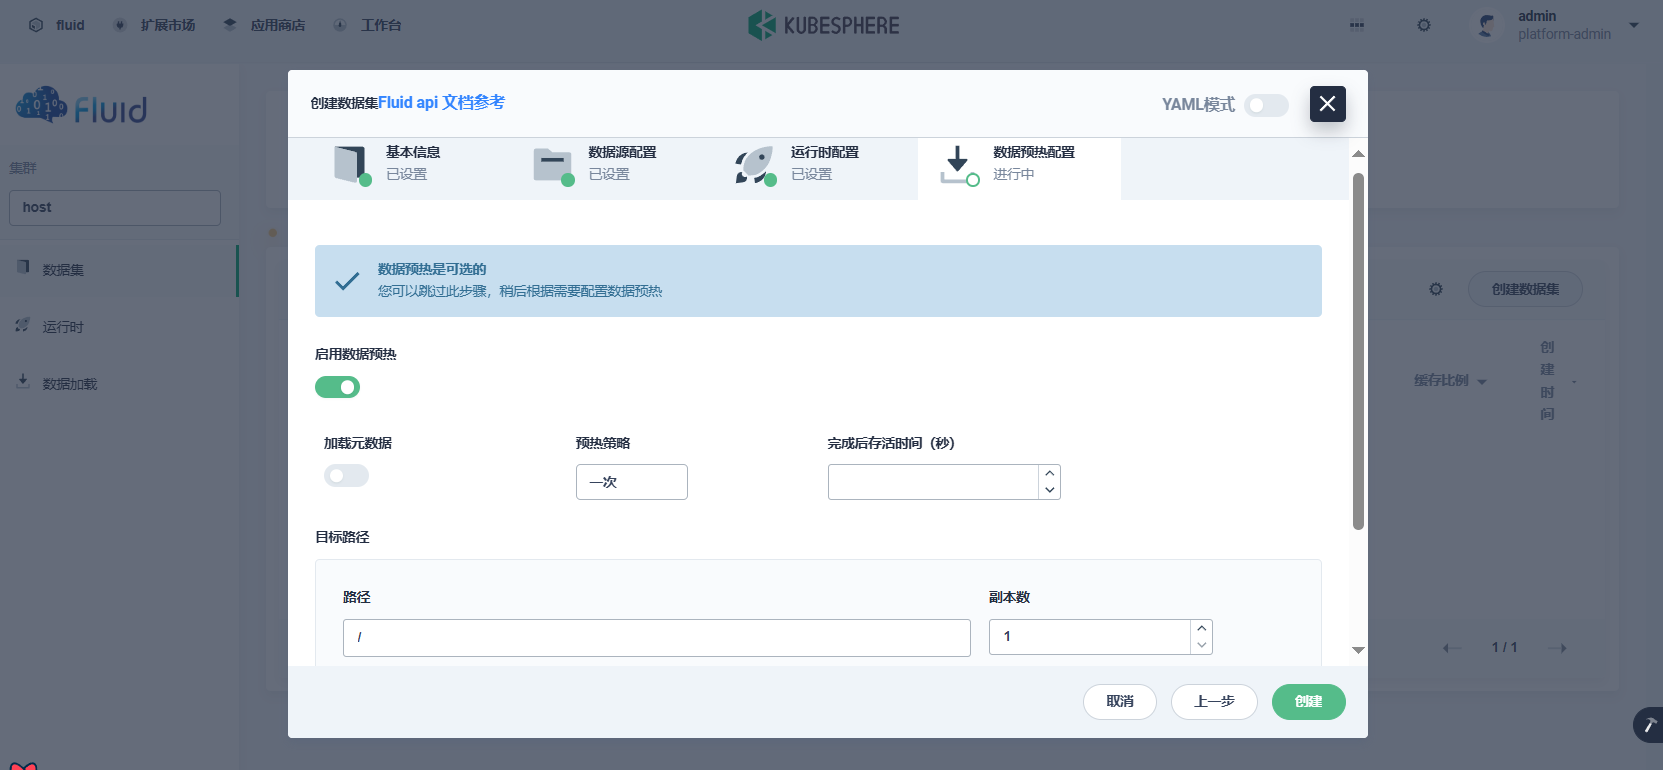 fluid
扩展市场
应用商店
工作台
KUBESPHERE
admin
platform-admin
fluid
集群
host
数据集
运行时
数据加载
创建数据集Fluid api 文档参考
YAML模式
基本信息
已设置
数据源配置
已设置
运行时配置
已设置
数据预热配置
进行中
数据预热是可选的
您可以跳过此步骤，稍后根据需要配置数据预热
启用数据预热
加载元数据
预热策略
完成后存活时间（秒）
一次
目标路径
路径
副本数
/
1
取消
上一步
创建
创建数据集
缓存比例
创建时间
1 / 1